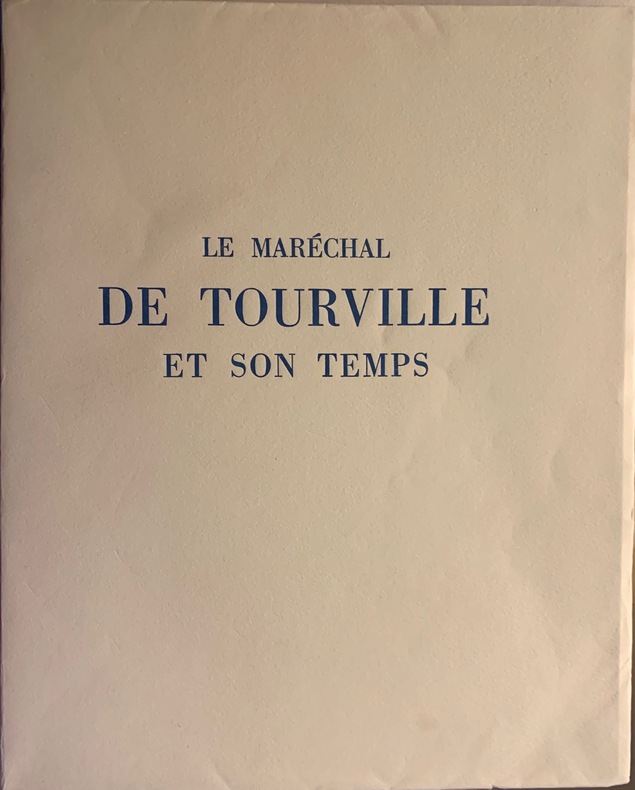 LE MARÉCHAL
DE TOURVILLE
ET SON TEMPS